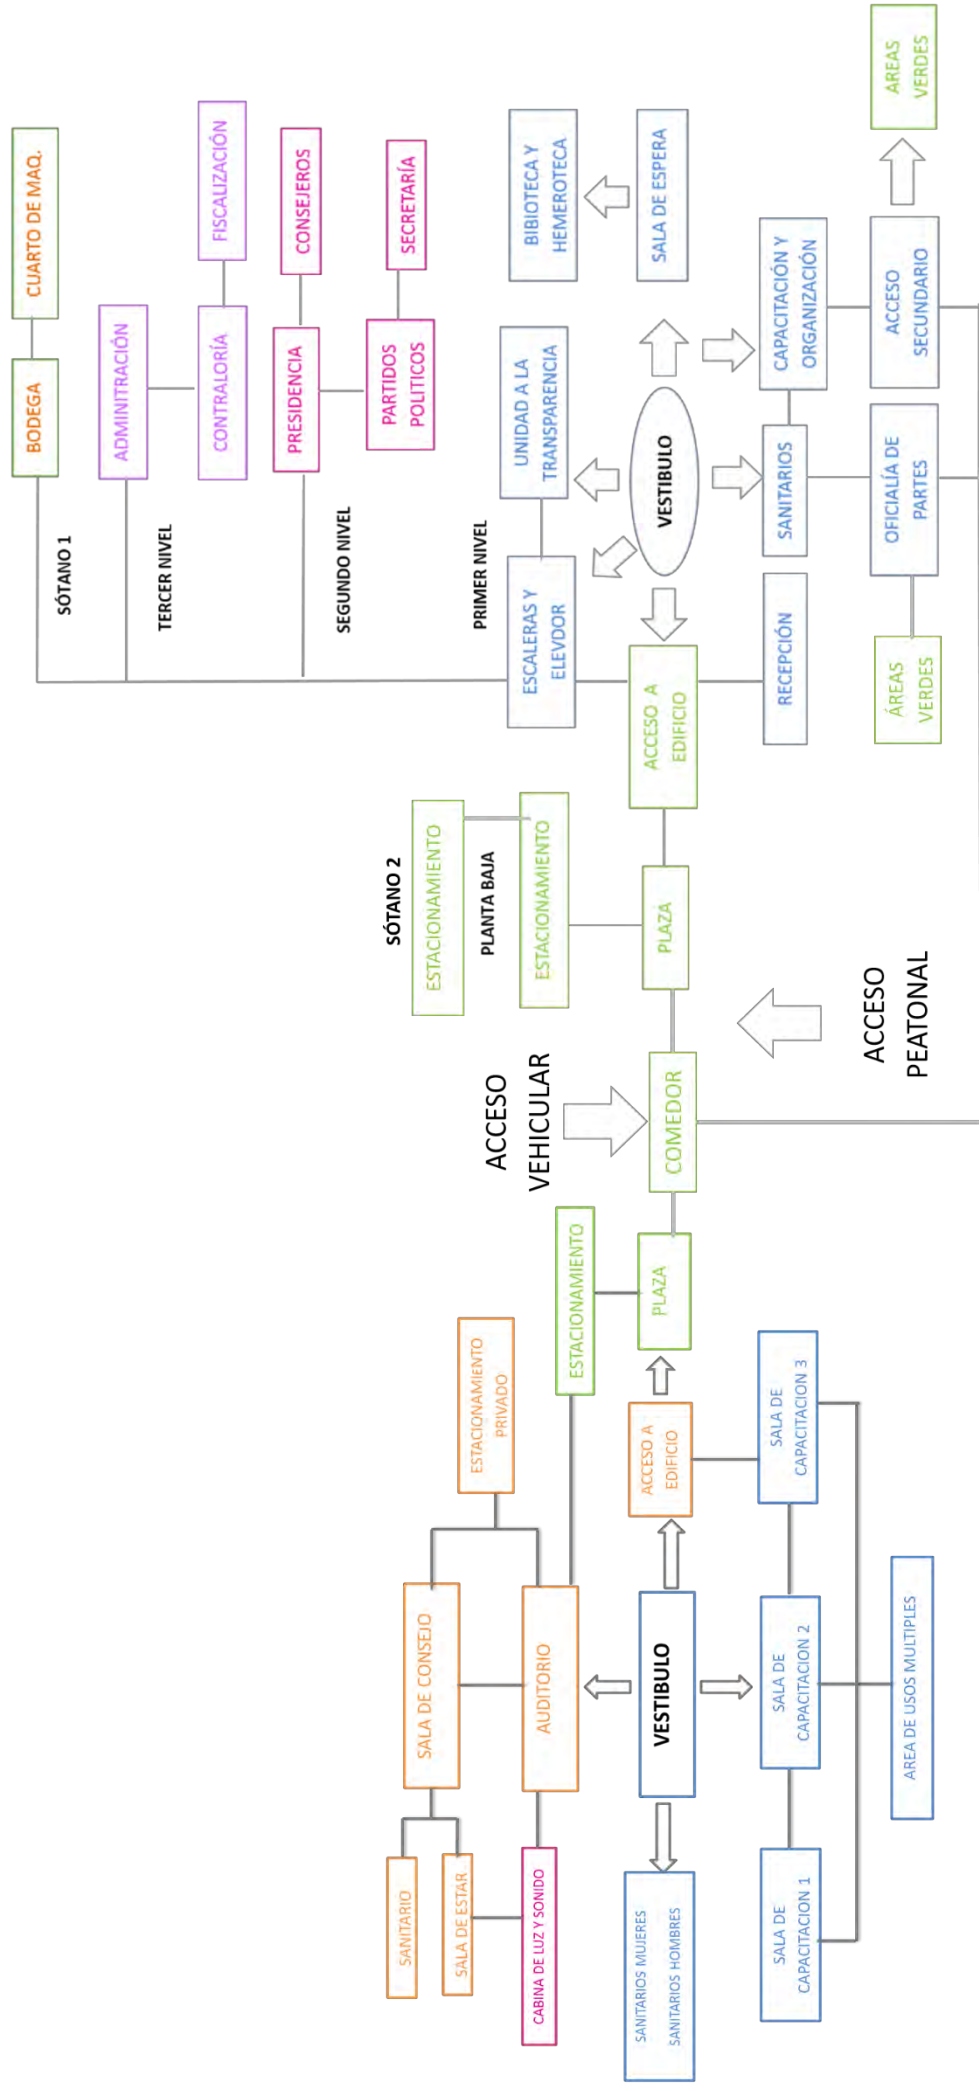 SÓTANO 1
BODEGA
CUARTO DE MAQ.
TERCER NIVEL
ADMINITRACIÓN
CONTRALORÍA
FISCALIZACIÓN
SEGUNDO NIVEL
PRESIDENCIA
CONSEJEROS
PARTIDOS
POLITICOS
SECRETARÍA
PRIMER NIVEL
ESCALERAS Y
ELEVDOR
UNIDAD A LA
TRANSPARENCIA
BIBIOTECA Y
HEMEROTECA
SALA DE ESPERA
VESTIBULO
ACCESO A
EDIFICIO
RECEPCIÓN
SANITARIOS
CAPACITACIÓN Y
ORGANIZACIÓN
ÁREAS
VERDES
OFICIALÍA DE
PARTES
ACCESO
SECUNDARIO
AREAS
VERDES
SÓTANO 2
ESTACIONAMIENTO
PLANTA BAJA
ESTACIONAMIENTO
PLAZA
ACCESO
VEHICULAR
COMEDOR
ACCESO
PEATONAL
ESTACIONAMIENTO
PLAZA
ESTACIONAMIENTO
PRIVADO
SANITARIO
SALA DE ESTAR
SALA DE CONSEJO
CABINA DE LUZ Y SONIDO
AUDITORIO
SANITARIOS MUJERES
SANITARIOS HOMBRES
VESTIBULO
ACCESO A
EDIFICIO
SALA DE
CAPACITACION 1
SALA DE
CAPACITACION 2
SALA DE
CAPACITACION 3
AREA DE USOS MULTIPLES